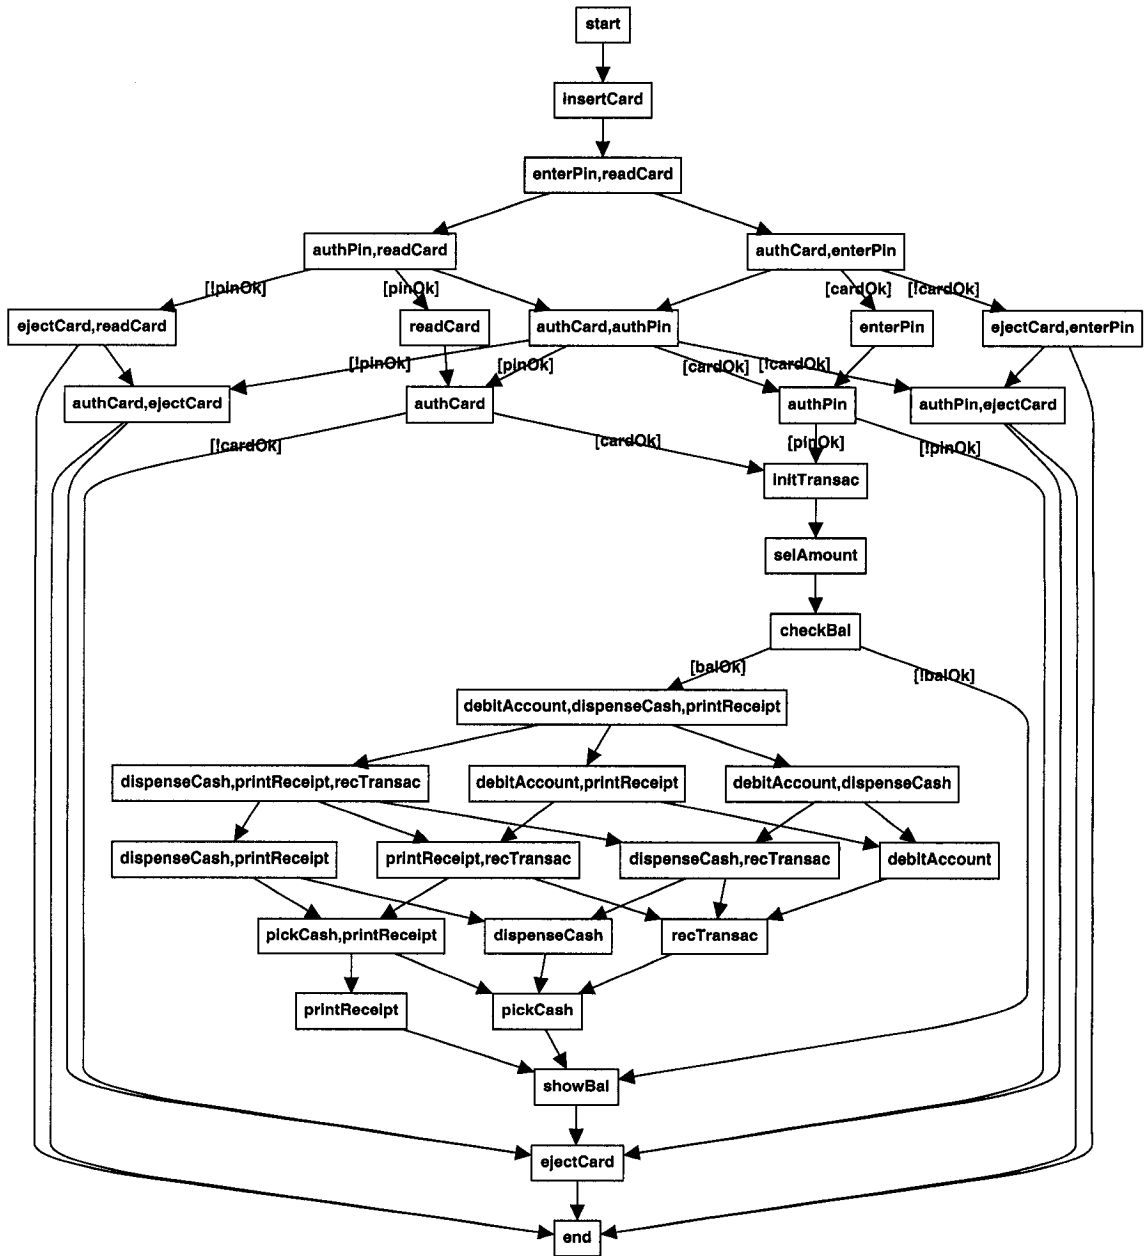 start
insertCard
enterPin,readCard
authPin,readCard
authCard,enterPin
[!pinOk]
[pinOk]
[cardOk]
[!cardOk]
ejectCard,readCard
readCard
authCard,authPin
enterPin
ejectCard,enterPin
[!pinOk]
[pinOk]
[cardOk]
[!cardOk]
authCard,ejectCard
authCard
authPin
authPin,ejectCard
[!cardOk]
[cardOk]
[pinOk]
[!pinOk]
initTransac
selAmount
checkBal
[balOk]
[!balOk]
debitAccount,dispenseCash,printReceipt
dispenseCash,printReceipt,recTransac
debitAccount,printReceipt
debitAccount,dispenseCash
dispenseCash,printReceipt
printReceipt,recTransac
dispenseCash,recTransac
debitAccount
pickCash,printReceipt
dispenseCash
recTransac
printReceipt
pickCash
showBal
ejectCard
end